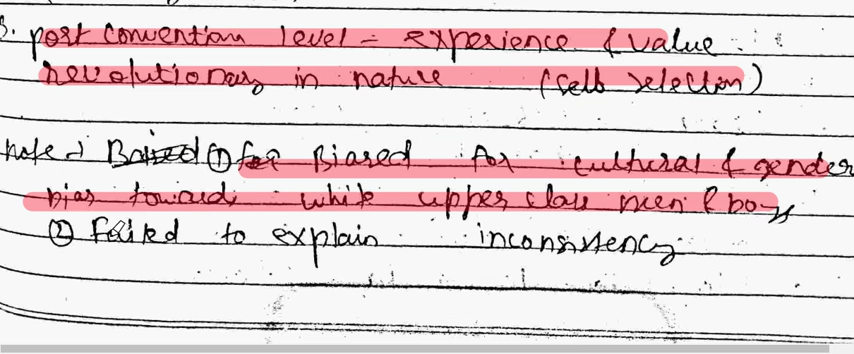 3. Post Convention level = experience & value
revolutionary in nature (self selection)
Note → Baised ① for Biased for cultural & gender
bias toward white upper class men & boys
② Failed to explain inconsistency